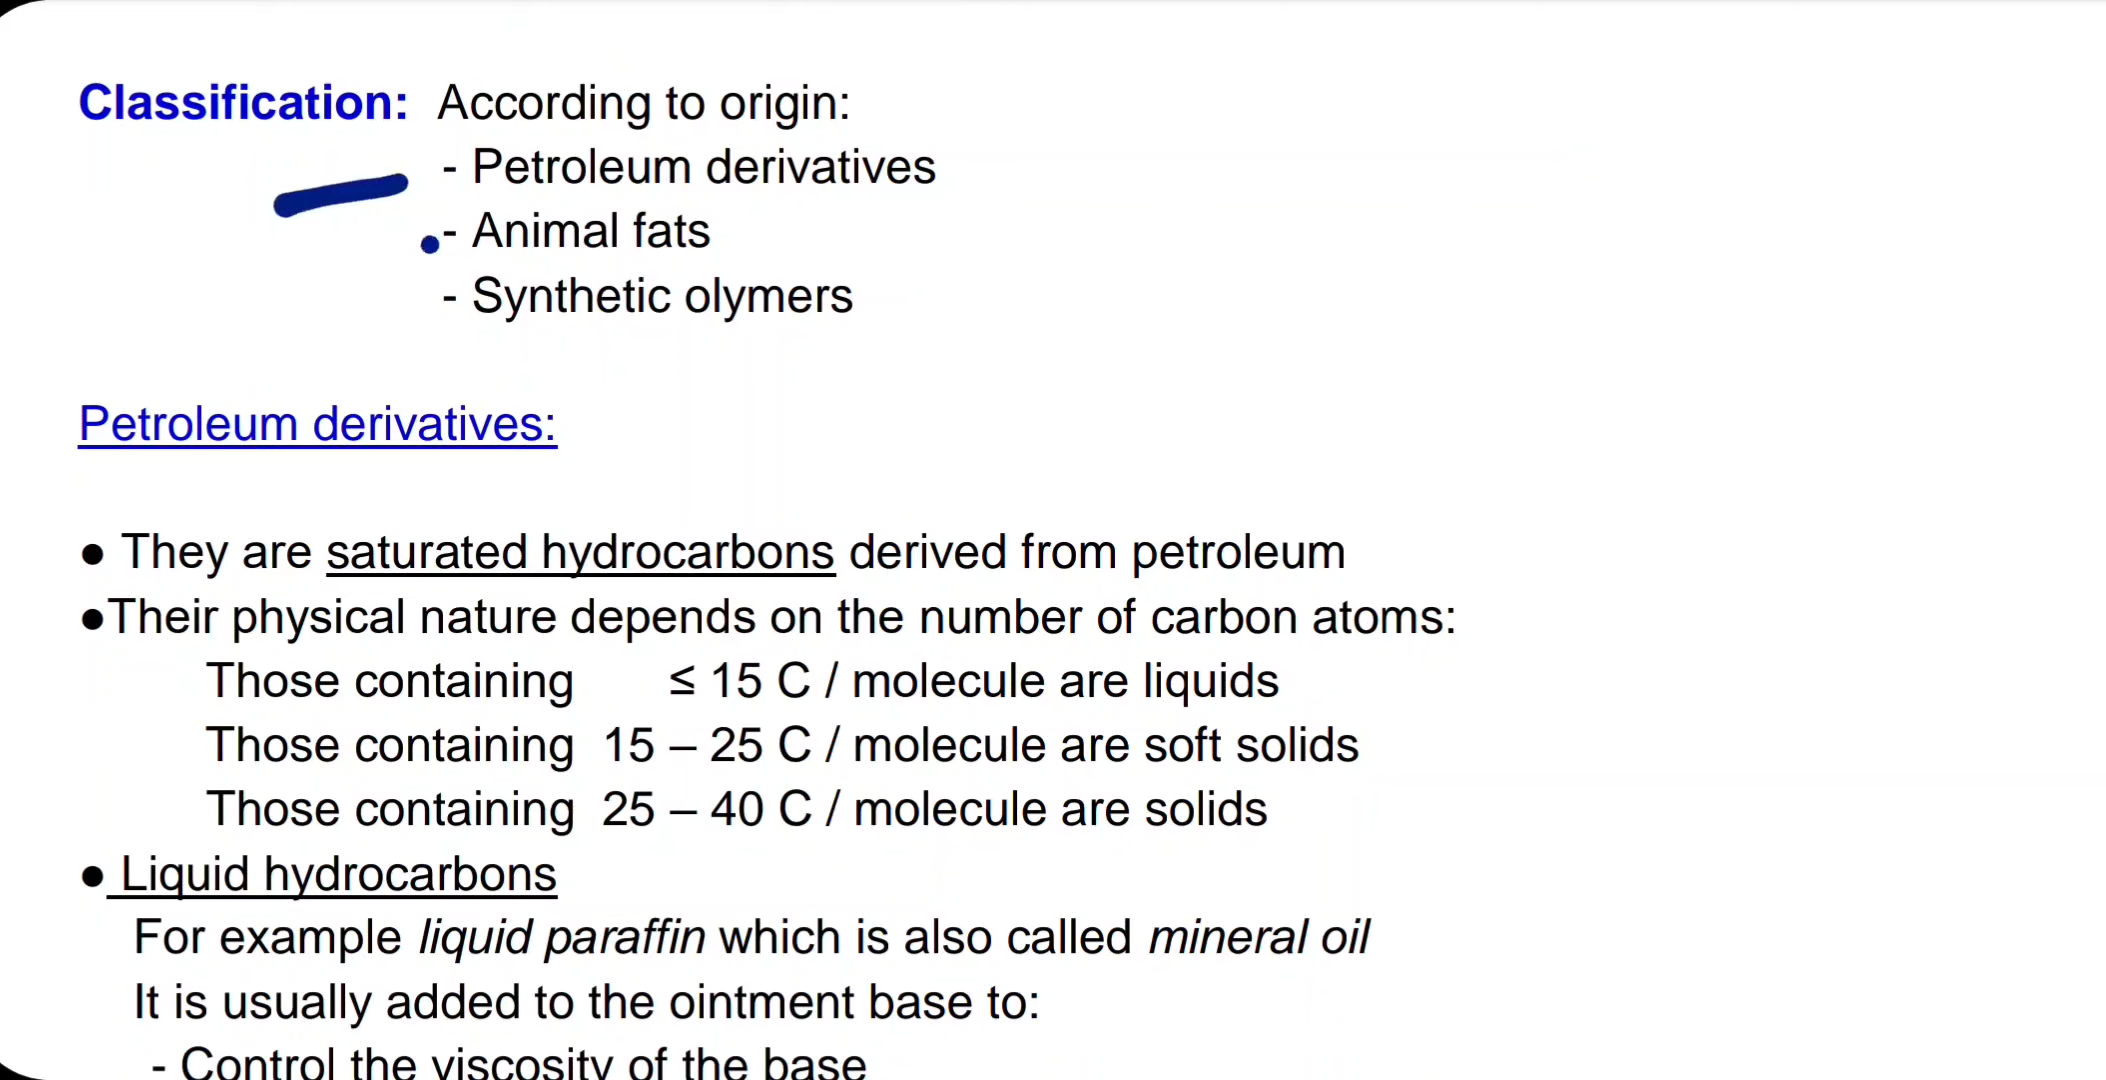 Classification: According to origin:
- Petroleum derivatives
- Animal fats
- Synthetic olymers
Petroleum derivatives:
● They are saturated hydrocarbons derived from petroleum
●Their physical nature depends on the number of carbon atoms:
Those containing ≤ 15 C / molecule are liquids
Those containing 15 – 25 C / molecule are soft solids
Those containing 25 – 40 C / molecule are solids
● Liquid hydrocarbons
For example liquid paraffin which is also called mineral oil
It is usually added to the ointment base to:
- Control the viscosity of the base